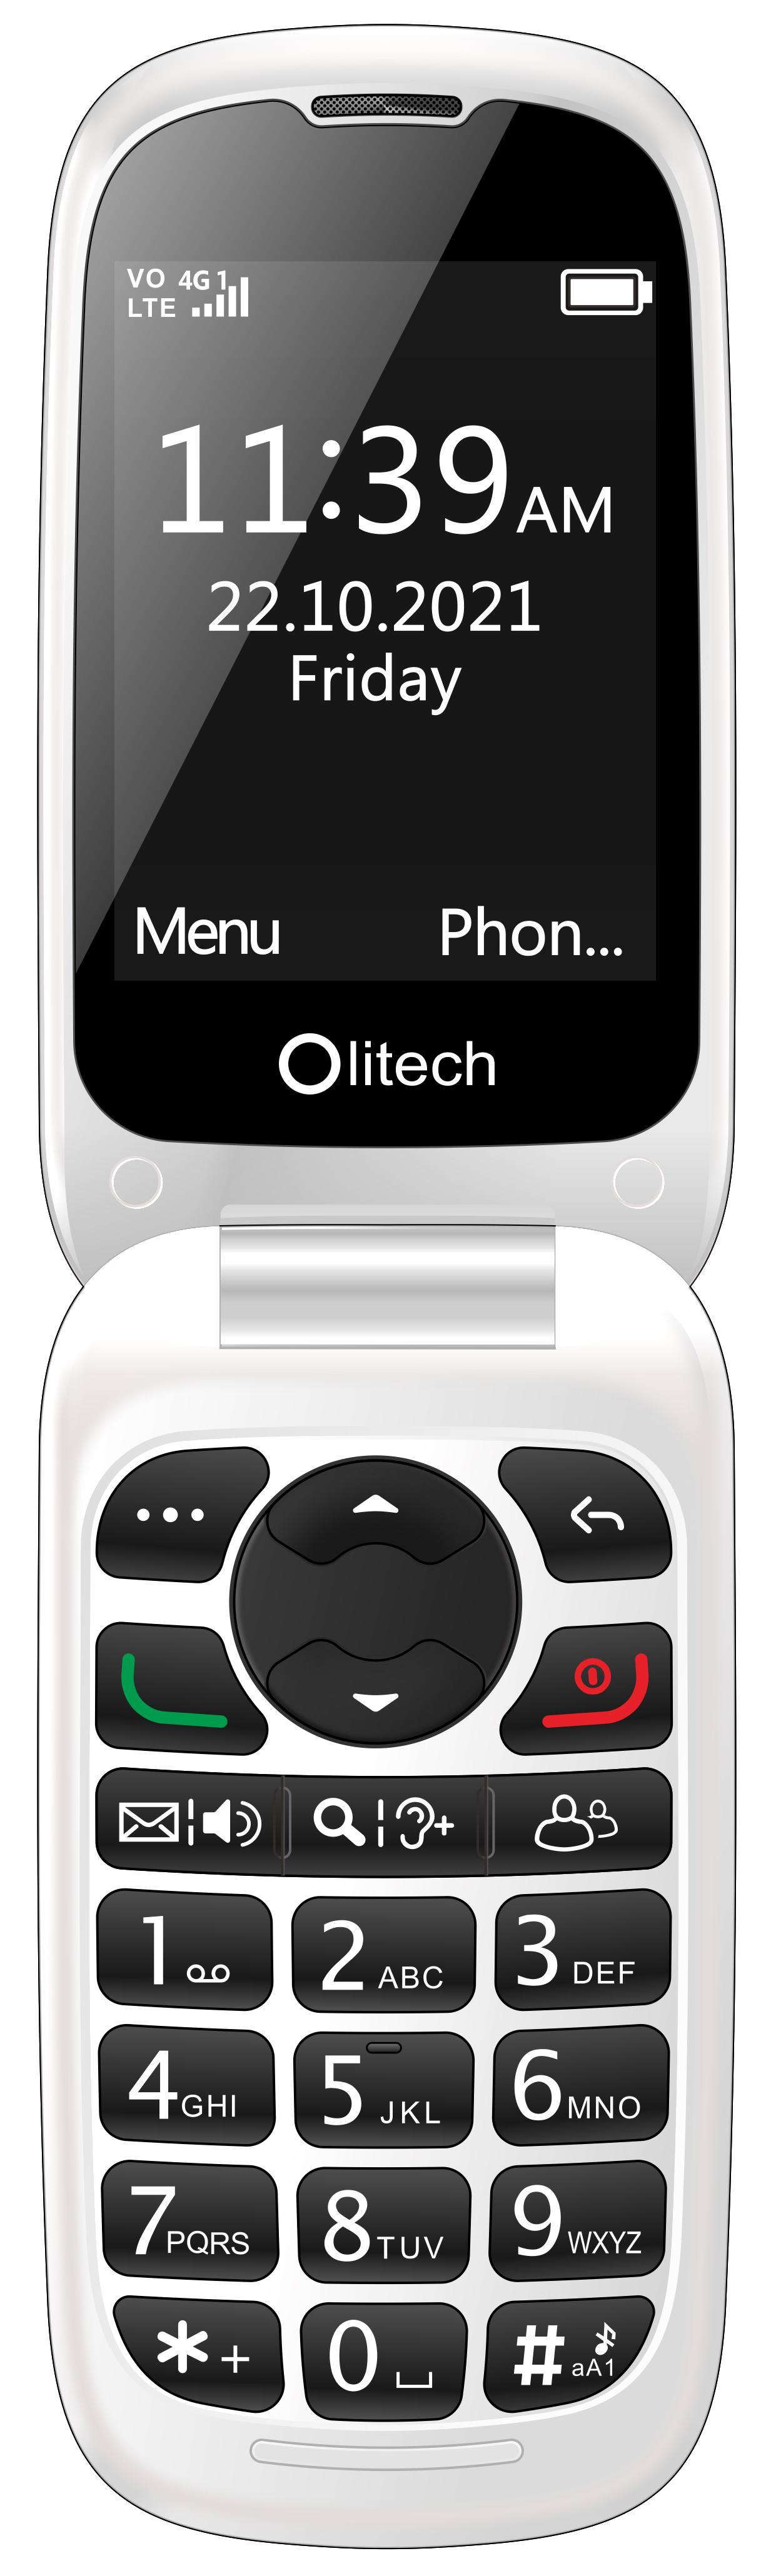 VO 4G 1
LTE
11:39AM
22.10.2021
Friday
Menu Phon...
Olitech
1 2 ABC 3 DEF
4 GHI 5 JKL 6 MNO
7 PQRS 8 TUV 9 WXYZ
* + 0 # aA1